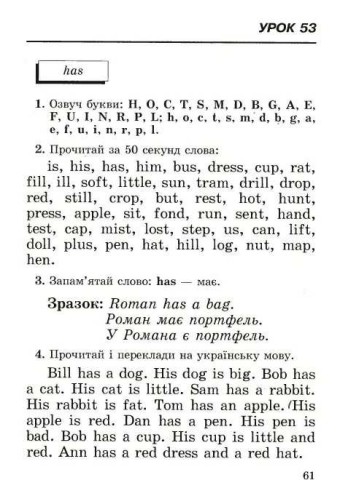 УРОК 53
has
1. Озвуч букви: H, O, C, T, S, M, D, B, G, A, E,
F, U, I, N, R, P, L; h, o, c, t, s, m, d, b, g, a,
e, f, u, i, n, r, p, l.
2. Прочитай за 50 секунд слова:
is, his, has, him, bus, dress, cup, rat,
fill, ill, soft, little, sun, tram, drill, drop,
red, still, crop, but, rest, hot, hunt,
press, apple, sit, fond, run, sent, hand,
test, cap, mist, lost, step, us, can, lift,
doll, plus, pen, hat, hill, log, nut, map,
hen.
3. Запам'ятай слово: has — має.
Зразок: Roman has a bag.
Роман має портфель.
У Романа є портфель.
4. Прочитай і переклади на українську мову.
Bill has a dog. His dog is big. Bob has
a cat. His cat is little. Sam has a rabbit.
His rabbit is fat. Tom has an apple. His
apple is red. Dan has a pen. His pen is
bad. Bob has a cup. His cup is little and
red. Ann has a red dress and a red hat.
61